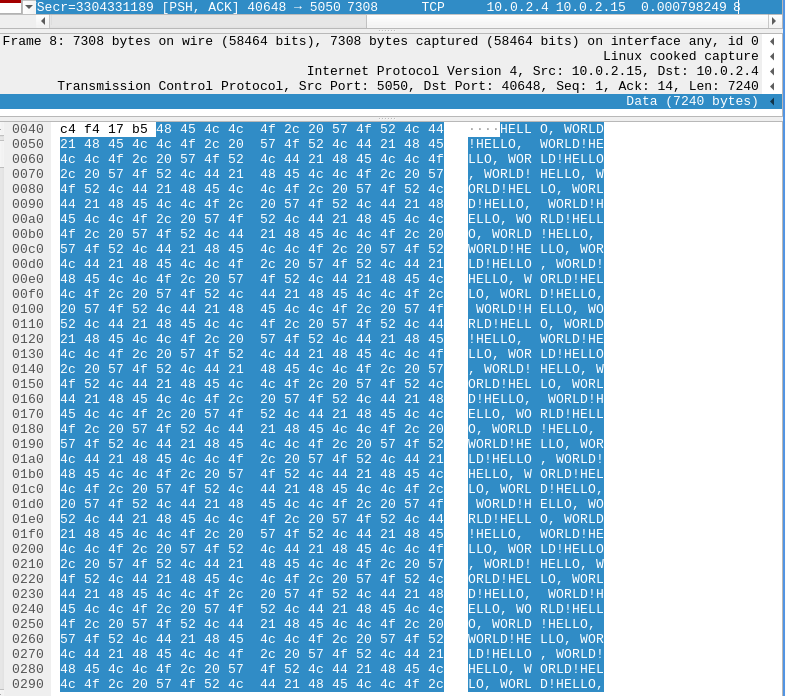 Secr=3304331189 [PSH, ACK] 40648 → 5050 7308 TCP 10.0.2.4 10.0.2.15 0.000798249 8
Frame 8: 7308 bytes on wire (58464 bits), 7308 bytes captured (58464 bits) on interface any, id 0
Linux cooked capture
Internet Protocol Version 4, Src: 10.0.2.15, Dst: 10.0.2.4
Transmission Control Protocol, Src Port: 5050, Dst Port: 40648, Seq: 1, Ack: 14, Len: 7240
Data (7240 bytes)
0040 c4 f4 17 b5 48 45 4c 4c 4f 2c 20 57 4f 52 4c 44 ····HELL O, WORLD
0050 21 48 45 4c 4c 4f 2c 20 57 4f 52 4c 44 21 48 45 !HELLO,  WORLD!HE
0060 4c 4c 4f 2c 20 57 4f 52 4c 44 21 48 45 4c 4c 4f LLO, WOR LD!HELLO
0070 2c 20 57 4f 52 4c 44 21 48 45 4c 4c 4f 2c 20 57 , WORLD! HELLO, W
0080 4f 52 4c 44 21 48 45 4c 4c 4f 2c 20 57 4f 52 4c ORLD!HEL LO, WORL
0090 44 21 48 45 4c 4c 4f 2c 20 57 4f 52 4c 44 21 48 D!HELLO,  WORLD!H
00a0 45 4c 4c 4f 2c 20 57 4f 52 4c 44 21 48 45 4c 4c ELLO, WO RLD!HELL
00b0 4f 2c 20 57 4f 52 4c 44 21 48 45 4c 4c 4f 2c 20 O, WORLD !HELLO,
00c0 57 4f 52 4c 44 21 48 45 4c 4c 4f 2c 20 57 4f 52 WORLD!HE LLO, WOR
00d0 4c 44 21 48 45 4c 4c 4f 2c 20 57 4f 52 4c 44 21 LD!HELLO , WORLD!
00e0 48 45 4c 4c 4f 2c 20 57 4f 52 4c 44 21 48 45 4c HELLO, W ORLD!HEL
00f0 4c 4f 2c 20 57 4f 52 4c 44 21 48 45 4c 4c 4f 2c LO, WORL D!HELLO,
0100 20 57 4f 52 4c 44 21 48 45 4c 4c 4f 2c 20 57 4f  WORLD!H ELLO, WO
0110 52 4c 44 21 48 45 4c 4c 4f 2c 20 57 4f 52 4c 44 RLD!HELL O, WORLD
0120 21 48 45 4c 4c 4f 2c 20 57 4f 52 4c 44 21 48 45 !HELLO,  WORLD!HE
0130 4c 4c 4f 2c 20 57 4f 52 4c 44 21 48 45 4c 4c 4f LLO, WOR LD!HELLO
0140 2c 20 57 4f 52 4c 44 21 48 45 4c 4c 4f 2c 20 57 , WORLD! HELLO, W
0150 4f 52 4c 44 21 48 45 4c 4c 4f 2c 20 57 4f 52 4c ORLD!HEL LO, WORL
0160 44 21 48 45 4c 4c 4f 2c 20 57 4f 52 4c 44 21 48 D!HELLO,  WORLD!H
0170 45 4c 4c 4f 2c 20 57 4f 52 4c 44 21 48 45 4c 4c ELLO, WO RLD!HELL
0180 4f 2c 20 57 4f 52 4c 44 21 48 45 4c 4c 4f 2c 20 O, WORLD !HELLO,
0190 57 4f 52 4c 44 21 48 45 4c 4c 4f 2c 20 57 4f 52 WORLD!HE LLO, WOR
01a0 4c 44 21 48 45 4c 4c 4f 2c 20 57 4f 52 4c 44 21 LD!HELLO , WORLD!
01b0 48 45 4c 4c 4f 2c 20 57 4f 52 4c 44 21 48 45 4c HELLO, W ORLD!HEL
01c0 4c 4f 2c 20 57 4f 52 4c 44 21 48 45 4c 4c 4f 2c LO, WORL D!HELLO,
01d0 20 57 4f 52 4c 44 21 48 45 4c 4c 4f 2c 20 57 4f  WORLD!H ELLO, WO
01e0 52 4c 44 21 48 45 4c 4c 4f 2c 20 57 4f 52 4c 44 RLD!HELL O, WORLD
01f0 21 48 45 4c 4c 4f 2c 20 57 4f 52 4c 44 21 48 45 !HELLO,  WORLD!HE
0200 4c 4c 4f 2c 20 57 4f 52 4c 44 21 48 45 4c 4c 4f LLO, WOR LD!HELLO
0210 2c 20 57 4f 52 4c 44 21 48 45 4c 4c 4f 2c 20 57 , WORLD! HELLO, W
0220 4f 52 4c 44 21 48 45 4c 4c 4f 2c 20 57 4f 52 4c ORLD!HEL LO, WORL
0230 44 21 48 45 4c 4c 4f 2c 20 57 4f 52 4c 44 21 48 D!HELLO,  WORLD!H
0240 45 4c 4c 4f 2c 20 57 4f 52 4c 44 21 48 45 4c 4c ELLO, WO RLD!HELL
0250 4f 2c 20 57 4f 52 4c 44 21 48 45 4c 4c 4f 2c 20 O, WORLD !HELLO,
0260 57 4f 52 4c 44 21 48 45 4c 4c 4f 2c 20 57 4f 52 WORLD!HE LLO, WOR
0270 4c 44 21 48 45 4c 4c 4f 2c 20 57 4f 52 4c 44 21 LD!HELLO , WORLD!
0280 48 45 4c 4c 4f 2c 20 57 4f 52 4c 44 21 48 45 4c HELLO, W ORLD!HEL
0290 4c 4f 2c 20 57 4f 52 4c 44 21 48 45 4c 4c 4f 2c LO, WORL D!HELLO,